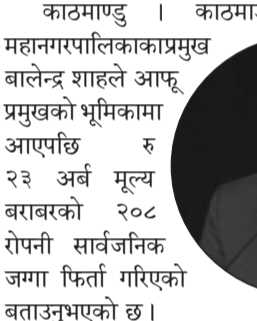 काठमाण्डु । काठमा
महानगरपालिकाकाप्रमुख
बालेन्द्र शाहले आफू
प्रमुखको भूमिकामा
आएपछि रु
२३ अर्ब मूल्य
बराबरको २०८
रोपनी सार्वजनिक
जग्गा फिर्ता गरिएको
बताउनुभएको छ।